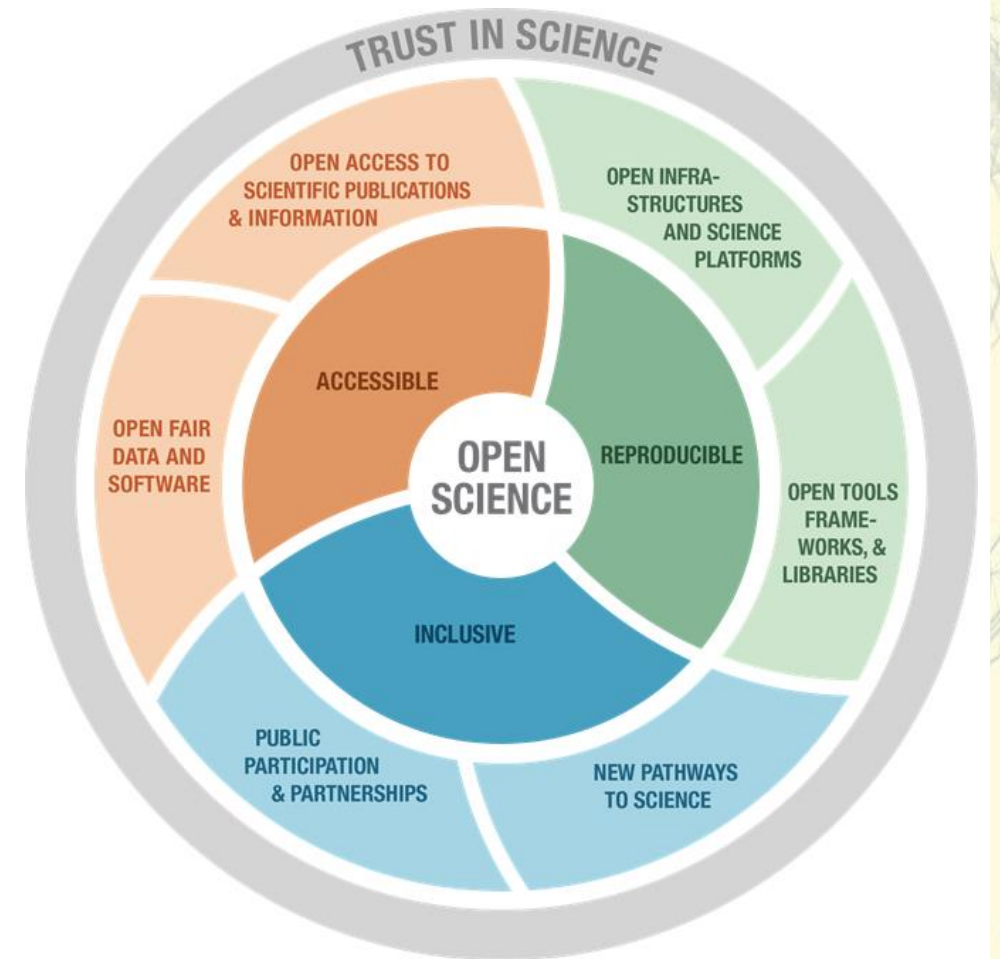 TRUST IN SCIENCE
OPEN ACCESS TO
SCIENTIFIC PUBLICATIONS
& INFORMATION
OPEN INFRA-
STRUCTURES
AND SCIENCE
PLATFORMS
ACCESSIBLE
OPEN FAIR
DATA AND
SOFTWARE
OPEN
SCIENCE
REPRODUCIBLE
OPEN TOOLS
FRAME-
WORKS, &
LIBRARIES
INCLUSIVE
PUBLIC
PARTICIPATION
& PARTNERSHIPS
NEW PATHWAYS
TO SCIENCE